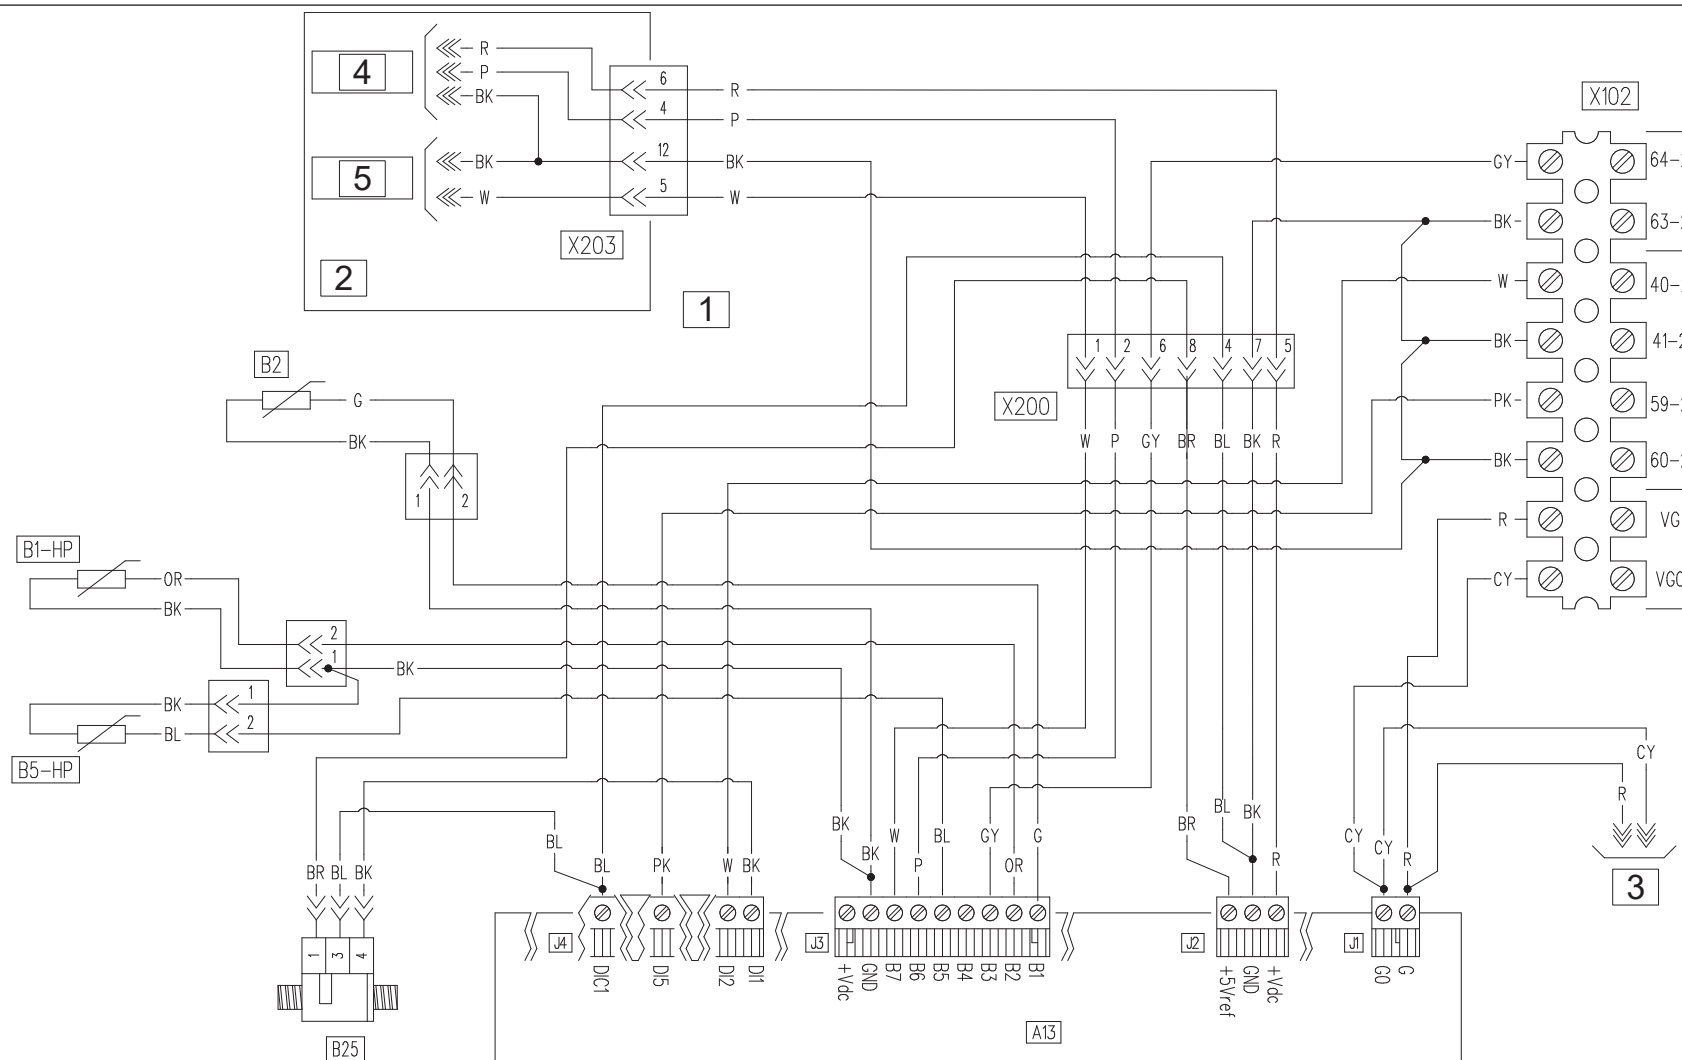 4
R
P
BK
5
BK
W
6
4
12
5
R
P
BK
W
X203
2
1
X102
GY
BK
W
BK
PK
BK
R
CY
64-
63-
40-
41-2
59-
60-
VG
B2
G
BK
1
2
X200
1 2 6 8 4 7 5
W P GY BR BL BK R
B1-HP
OR
BK
2
1
BK
BK
BL
1
2
B5-HP
CY
R
3
BR BL BK
BL
BL
PK
W BK
BK
BK
W
P
BL
GY
OR
G
BR
BL
BK
R
CY
CY
R
1 3 4
B25
J4
DIC1
DI5
DI2
DI1
J3
+Vdc
GND
B7
B6
B5
B4
B3
B2
B1
J2
+5Vref
GND
+Vdc
J1
G0
G
A13